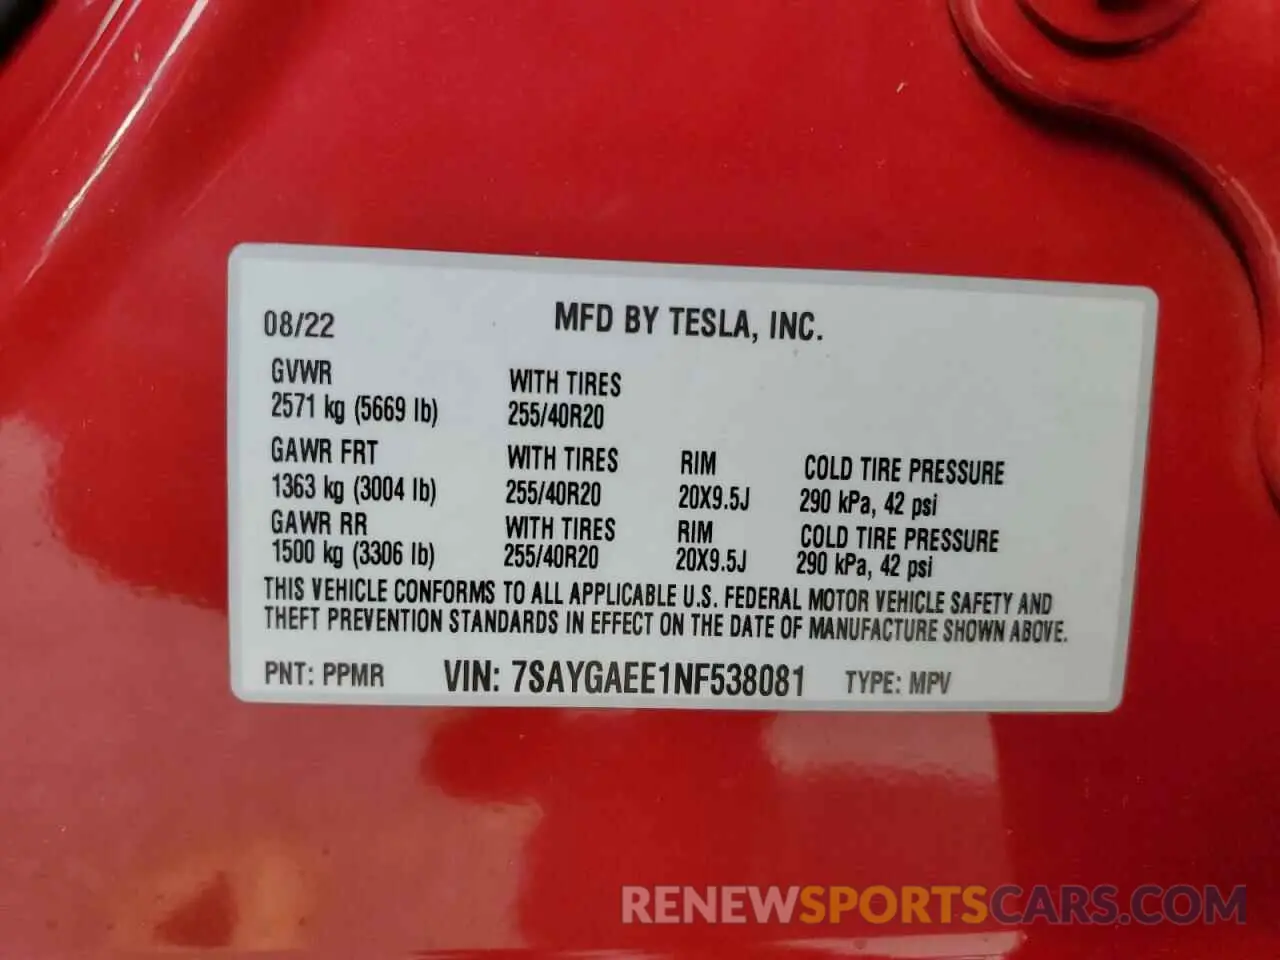 08/22 MFD BY TESLA, INC.
GVWR WITH TIRES
2571 kg (5669 lb) 255/40R20
GAWR FRT WITH TIRES RIM COLD TIRE PRESSURE
1363 kg (3004 lb) 255/40R20 20X9.5J 290 kPa, 42 psi
GAWR RR WITH TIRES RIM COLD TIRE PRESSURE
1500 kg (3306 lb) 255/40R20 20X9.5J 290 kPa, 42 psi
THIS VEHICLE CONFORMS TO ALL APPLICABLE U.S. FEDERAL MOTOR VEHICLE SAFETY AND
THEFT PREVENTION STANDARDS IN EFFECT ON THE DATE OF MANUFACTURE SHOWN ABOVE.
PNT: PPMR VIN: 7SAYGAEE1NF538081 TYPE: MPV
RENEWSPORTSCARS.COM